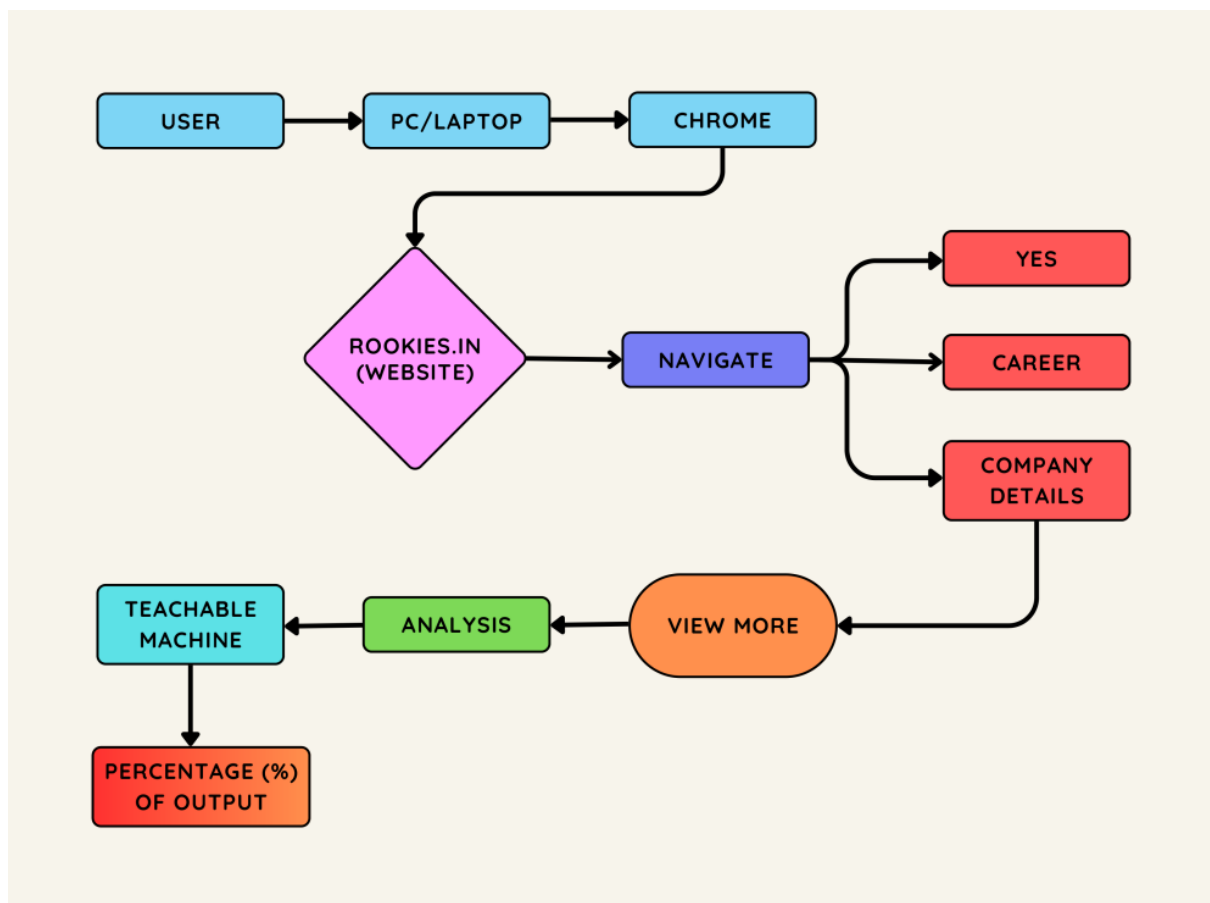 USER
PC/LAPTOP
CHROME
ROOKIES.IN
(WEBSITE)
NAVIGATE
YES
CAREER
COMPANY
DETAILS
VIEW MORE
ANALYSIS
TEACHABLE
MACHINE
PERCENTAGE (%)
OF OUTPUT